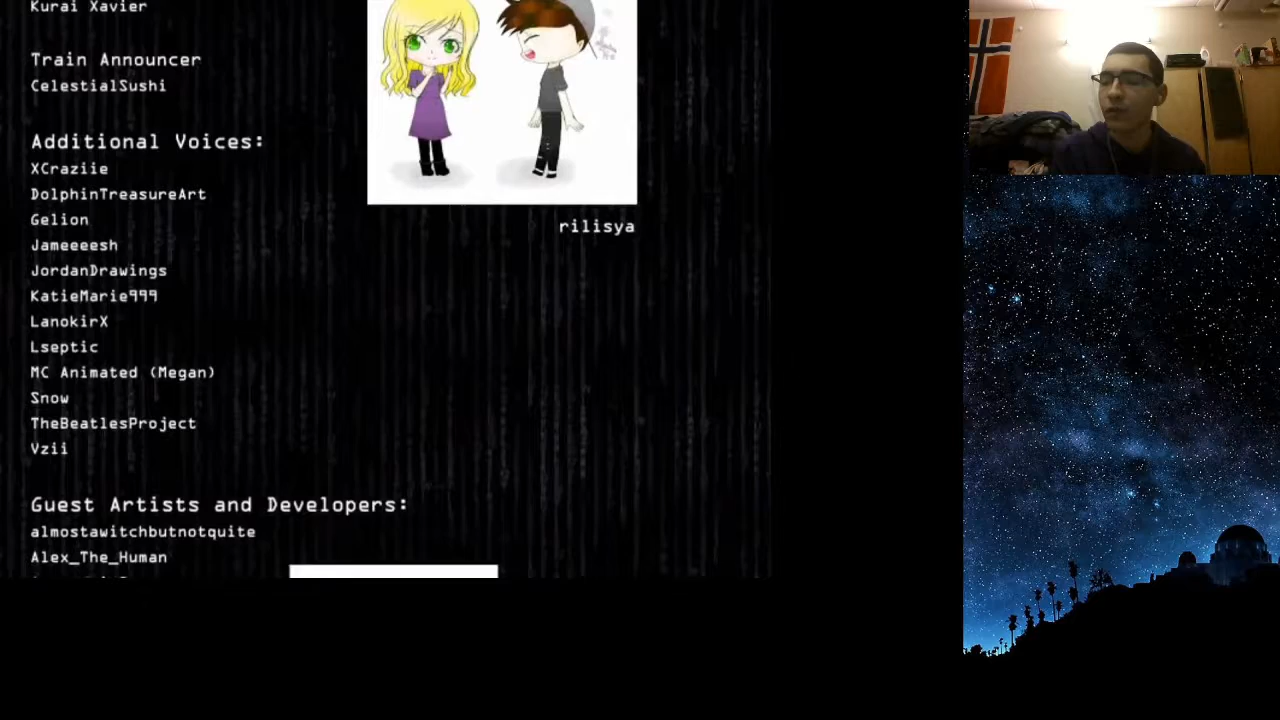 Kurai Xavier
Train Announcer
CelestialSushi
Additional Voices:
XCraziie
DolphinTreasureArt
Gelion
Jameeeesh
JordanDrawings
KatieMarie999
LanokirX
Lseptic
MC Animated (Megan)
Snow
TheBeatlesProject
Vzii
rilisya
Guest Artists and Developers:
almostawitchbutnotquite
Alex_The_Human